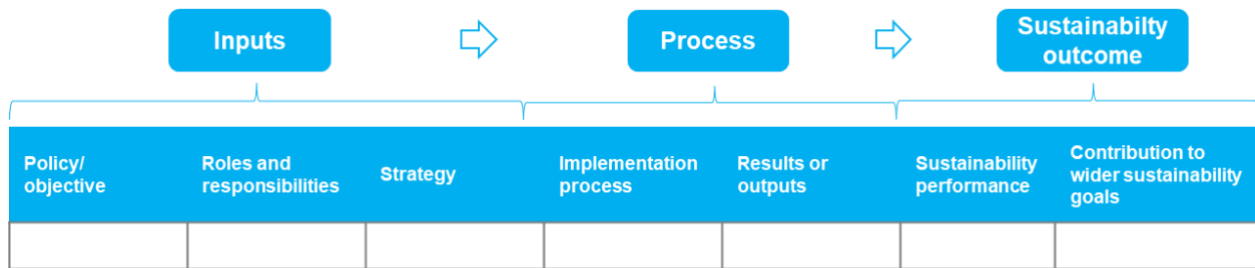 Inputs
Process
Sustainabilty
outcome
Policy/
objective
Roles and
responsibilities
Strategy
Implementation
process
Results or
outputs
Sustainability
performance
Contribution to
wider sustainability
goals